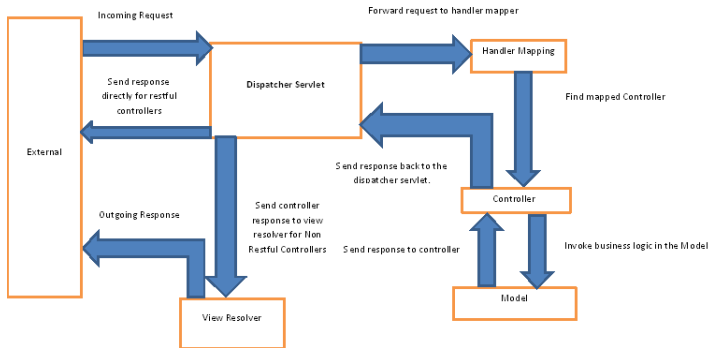 Incoming Request
Forward request to handler mapper
Handler Mapping
Send response
directly for restful
controllers
Dispatcher Servlet
Find mapped Controller
External
Send response back to the
dispatcher servlet.
Controller
Outgoing Response
Send controller
response to view
resolver for Non
Restful Controllers
Send response to controller
Invoke business logic in the Model
View Resolver
Model